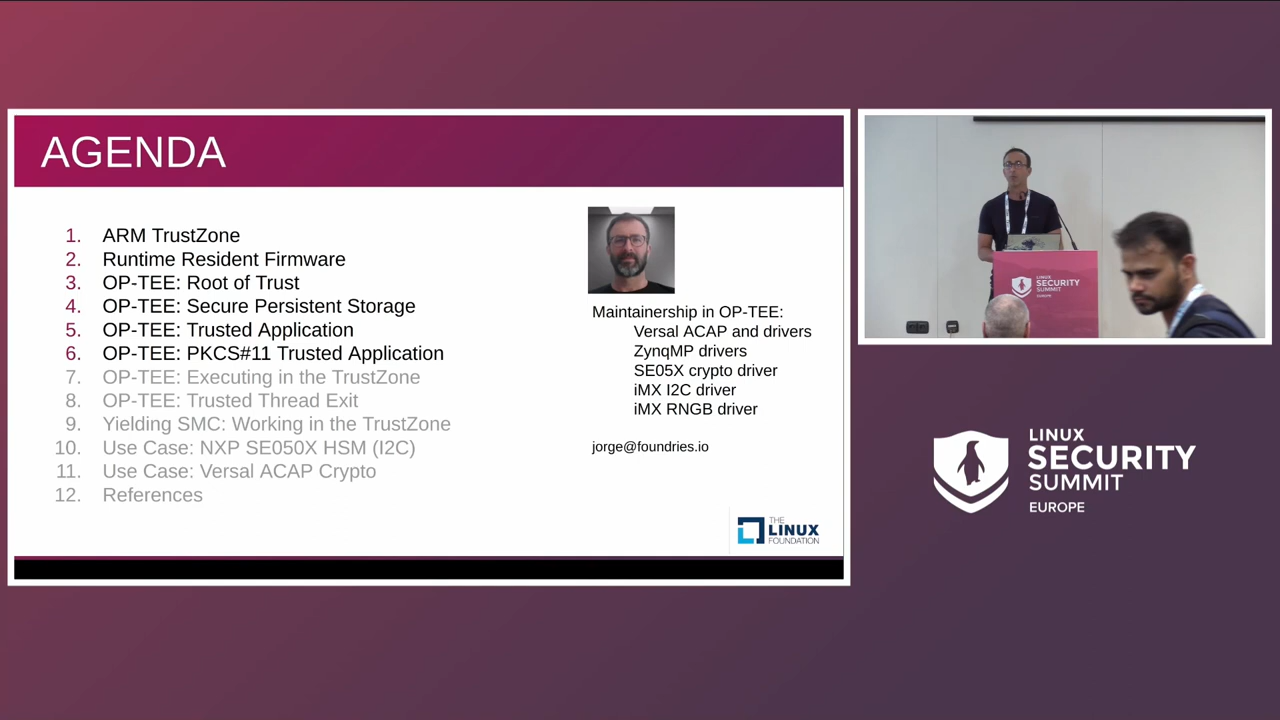 AGENDA
1. ARM TrustZone
2. Runtime Resident Firmware
3. OP-TEE: Root of Trust
4. OP-TEE: Secure Persistent Storage
5. OP-TEE: Trusted Application
6. OP-TEE: PKCS#11 Trusted Application
7. OP-TEE: Executing in the TrustZone
8. OP-TEE: Trusted Thread Exit
9. Yielding SMC: Working in the TrustZone
10. Use Case: NXP SE050X HSM (I2C)
11. Use Case: Versal ACAP Crypto
12. References
Maintainership in OP-TEE:
Versal ACAP and drivers
ZynqMP drivers
SE05X crypto driver
iMX I2C driver
iMX RNGB driver
jorge@foundries.io
THE
LINUX
FOUNDATION
LINUX
SECURITY
SUMMIT
EUROPE
LINUX
SECURITY
SUMMIT
EUROPE